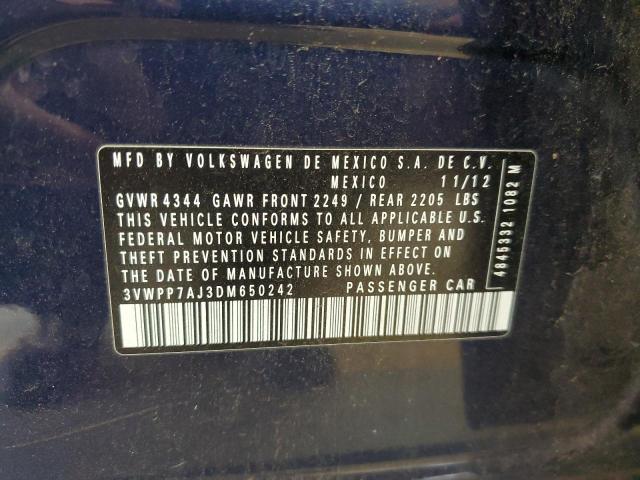 MFD BY VOLKSWAGEN DE MEXICO S.A. DE C.V.
MEXICO 11/12
GVWR 4344 GAWR FRONT 2249 / REAR 2205 LBS
THIS VEHICLE CONFORMS TO ALL APPLICABLE U.S.
FEDERAL MOTOR VEHICLE SAFETY, BUMPER AND
THEFT PREVENTION STANDARDS IN EFFECT ON
THE DATE OF MANUFACTURE SHOWN ABOVE.
3VWPP7AJ3DM650242 PASSENGER CAR
4845332 1082 M